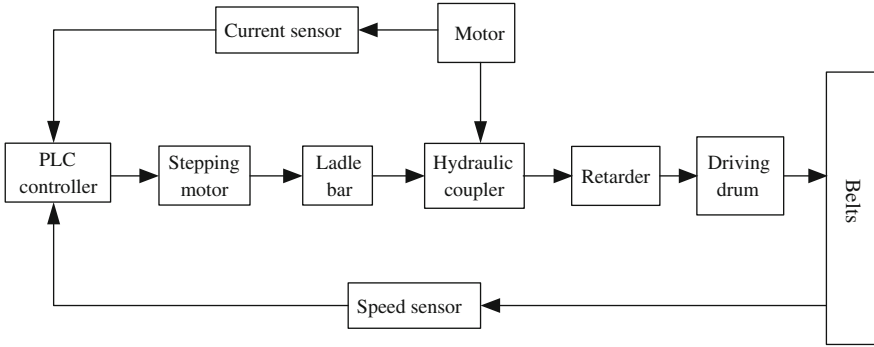 Current sensor
Motor
PLC
controller
Stepping
motor
Ladle
bar
Hydraulic
coupler
Retarder
Driving
drum
Belts
Speed sensor